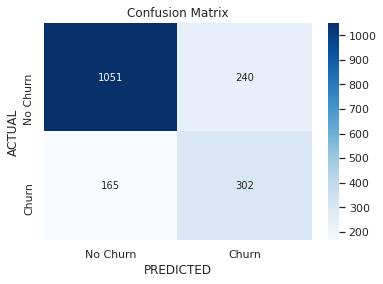 Confusion Matrix
ACTUAL
No Churn
Churn
1051
240
165
302
No Churn
Churn
PREDICTED
1000
900
800
700
600
500
400
300
200